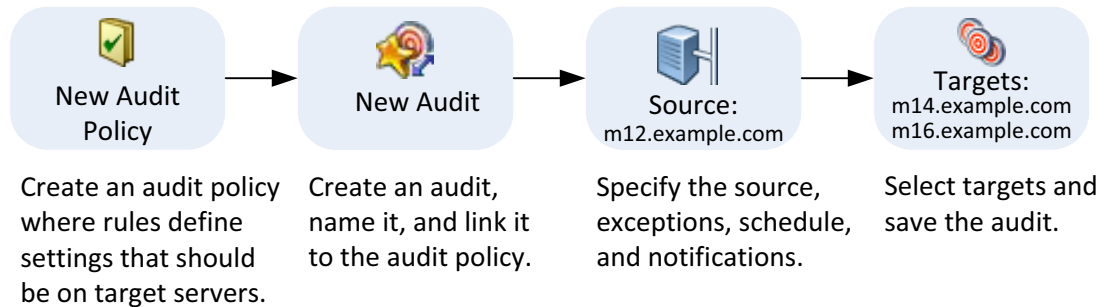 New Audit
Policy
New Audit
Source:
m12.example.com
Targets:
m14.example.com
m16.example.com
Create an audit policy
where rules define
settings that should
be on target servers.
Create an audit,
name it, and link it
to the audit policy.
Specify the source,
exceptions, schedule,
and notifications.
Select targets and
save the audit.